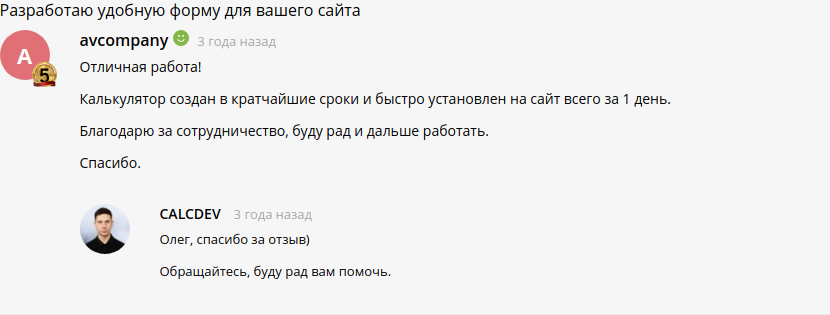 Разработаю удобную форму для вашего сайта
avcompany 3 года назад
A
5
Отличная работа!
Калькулятор создан в кратчайшие сроки и быстро установлен на сайт всего за 1 день.
Благодарю за сотрудничество, буду рад и дальше работать.
Спасибо.
CALCDEV 3 года назад
Олег, спасибо за отзыв)
Обращайтесь, буду рад вам помочь.